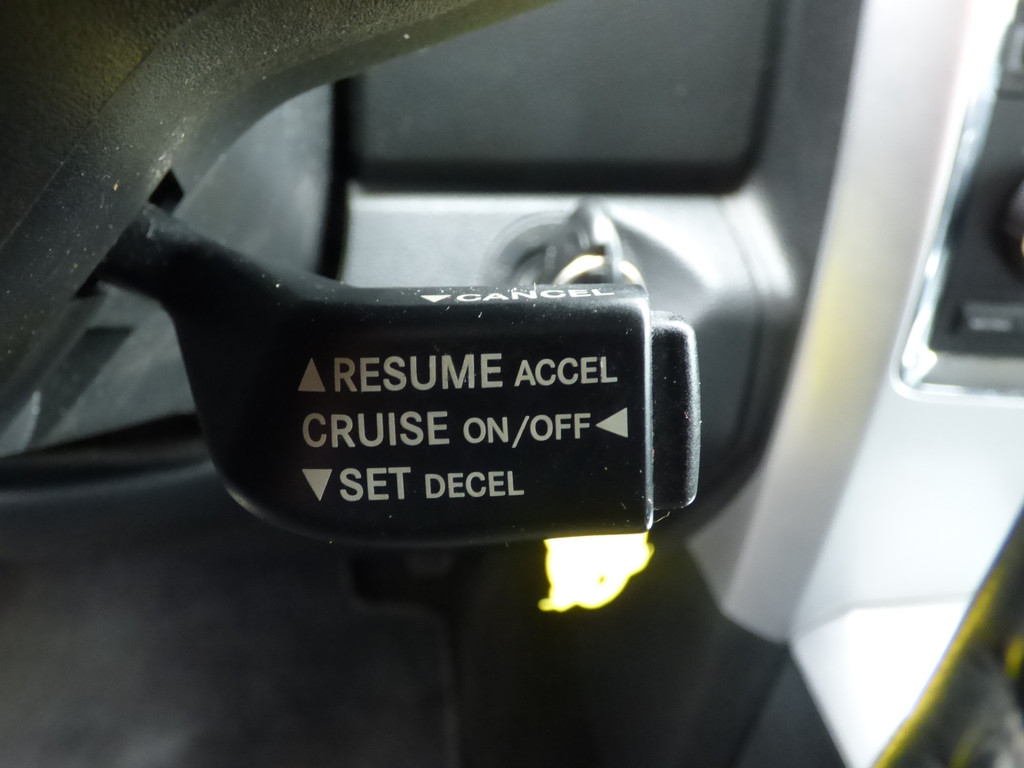 ▼CANCEL
▲RESUME ACCEL
CRUISE ON/OFF◀
▼SET DECEL